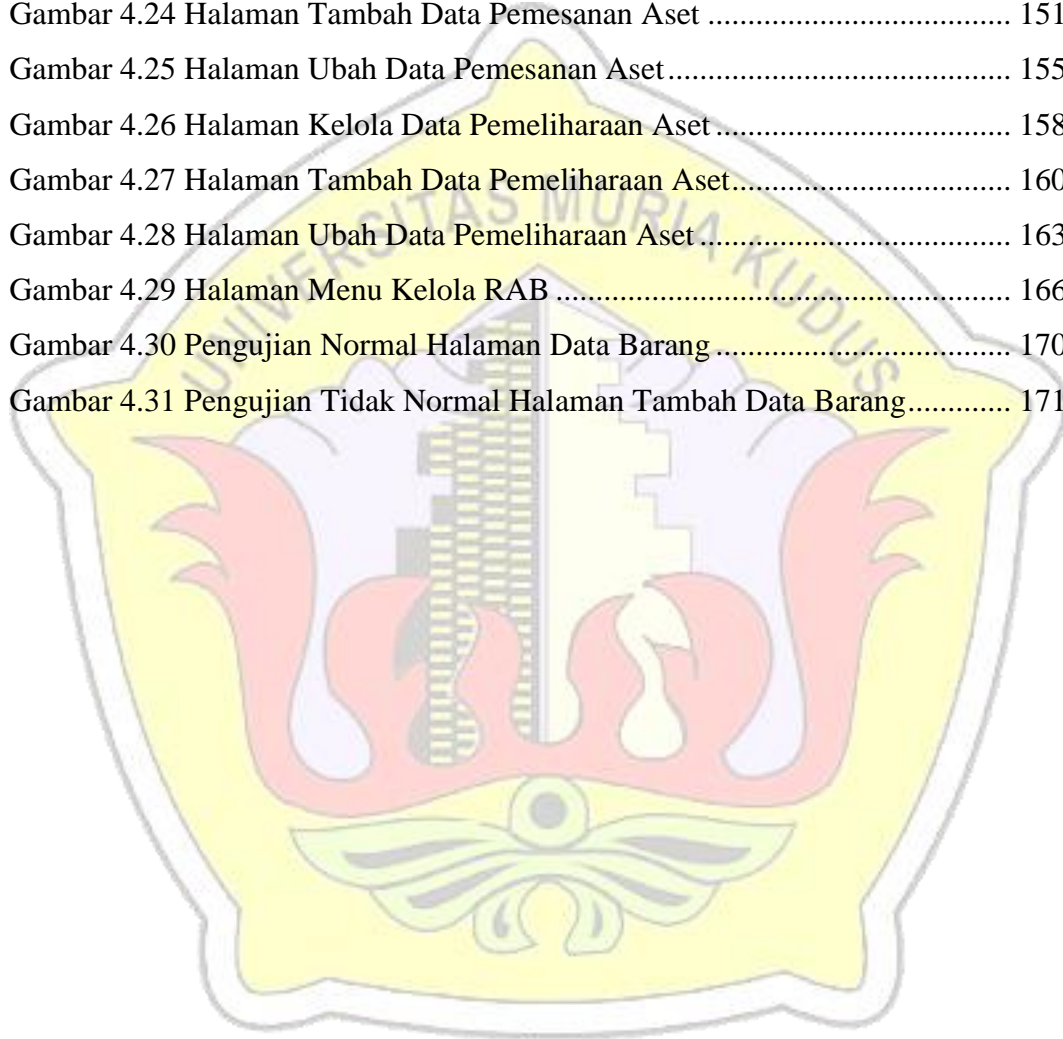 Gambar 4.24 Halaman Tambah Data Pemesanan Aset ...................................... 151
Gambar 4.25 Halaman Ubah Data Pemesanan Aset ........................................... 155
Gambar 4.26 Halaman Kelola Data Pemeliharaan Aset ..................................... 158
Gambar 4.27 Halaman Tambah Data Pemeliharaan Aset ................................... 160
Gambar 4.28 Halaman Ubah Data Pemeliharaan Aset ........................................ 163
Gambar 4.29 Halaman Menu Kelola RAB ......................................................... 166
Gambar 4.30 Pengujian Normal Halaman Data Barang ..................................... 170
Gambar 4.31 Pengujian Tidak Normal Halaman Tambah Data Barang ............. 171
UNIVERSITAS MURIA KUDUS